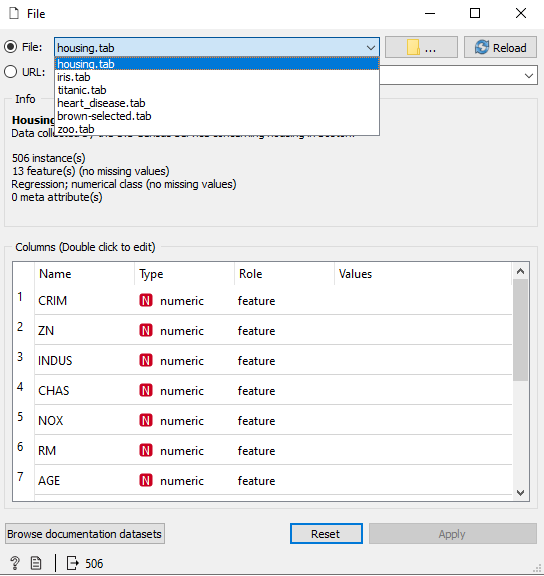 File
File: housing.tab ... Reload
housing.tab
URL:
iris.tab
titanic.tab
Info
heart_disease.tab
brown-selected.tab
Housing
zoo.tab
Data collected
506 instance(s)
13 feature(s) (no missing values)
Regression; numerical class (no missing values)
0 meta attribute(s)
Columns (Double click to edit)
Name Type Role Values
1 CRIM N numeric feature
2 ZN N numeric feature
3 INDUS N numeric feature
4 CHAS N numeric feature
5 NOX N numeric feature
6 RM N numeric feature
7 AGE N numeric feature
Browse documentation datasets Reset Apply
? 506